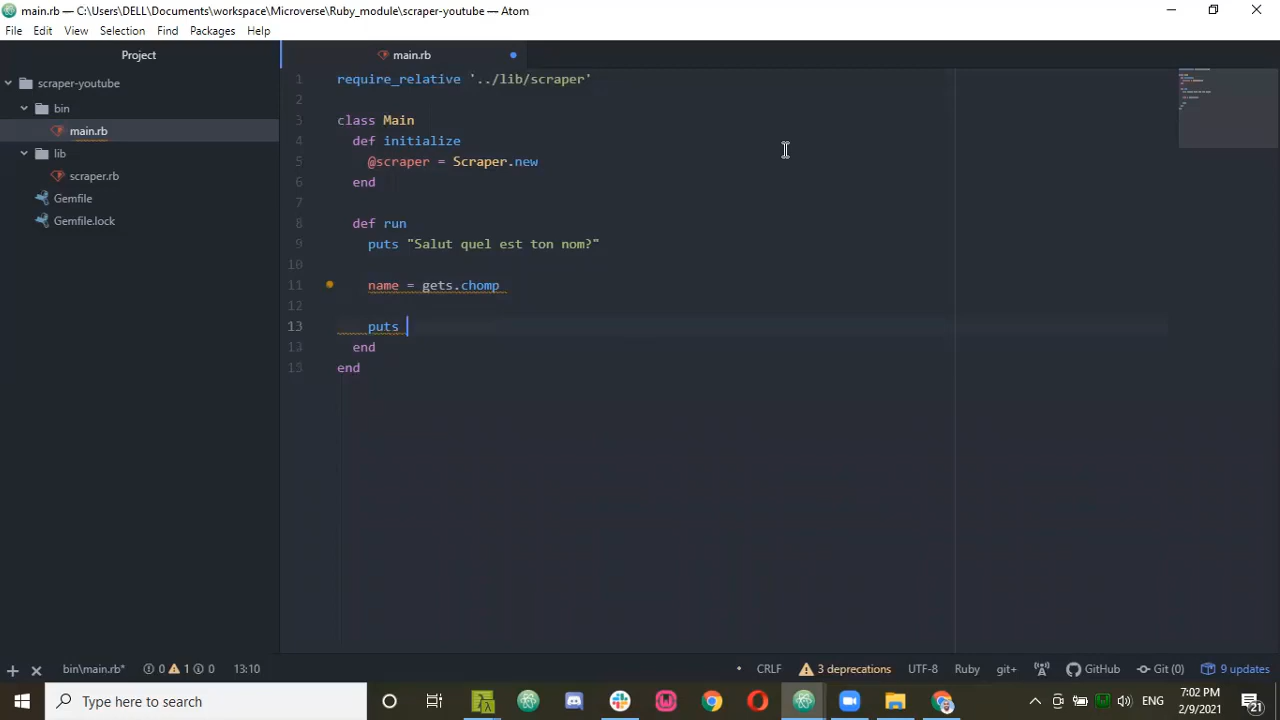 main.rb — C:\Users\DELL\Documents\workspace\Microverse\Ruby_module\scraper-youtube — Atom
File Edit View Selection Find Packages Help
Project
main.rb
scraper-youtube
bin
main.rb
lib
scraper.rb
Gemfile
Gemfile.lock
1 require_relative '../lib/scraper'
2
3 class Main
4 def initialize
5 @scraper = Scraper.new
6 end
7
8 def run
9 puts "Salut quel est ton nom?"
10
11 name = gets.chomp
12
13 puts
end
end
bin\main.rb* 0 1 0 13:10
CRLF 3 deprecations UTF-8 Ruby git+ GitHub Git (0) 9 updates
Type here to search
ENG
7:02 PM
2/9/2021
21